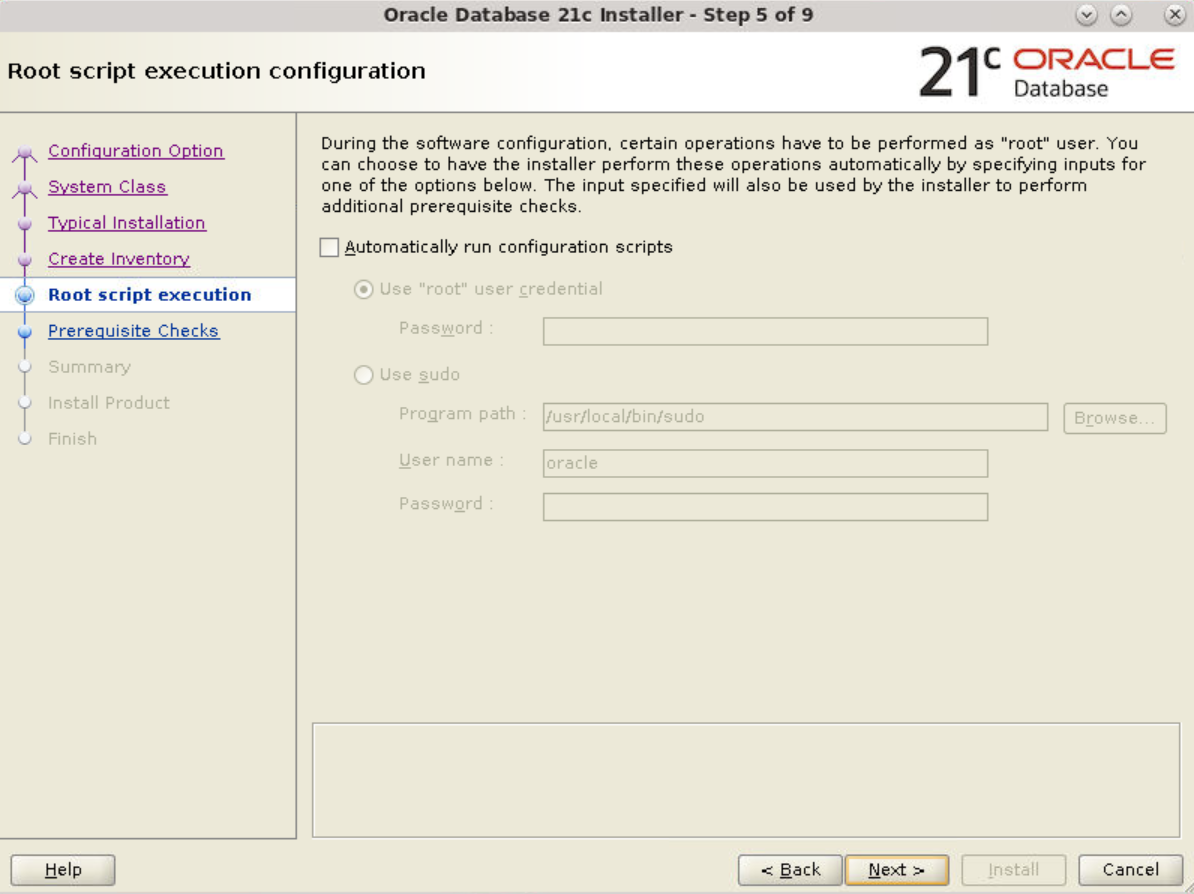 Oracle Database 21c Installer - Step 5 of 9
Root script execution configuration
21c ORACLE
Database
Configuration Option
System Class
Typical Installation
Create Inventory
Root script execution
Prerequisite Checks
Summary
Install Product
Finish
During the software configuration, certain operations have to be performed as "root" user. You
can choose to have the installer perform these operations automatically by specifying inputs for
one of the options below. The input specified will also be used by the installer to perform
additional prerequisite checks.
Automatically run configuration scripts
Use "root" user credential
Password :
Use sudo
Program path : /usr/local/bin/sudo Browse...
User name : oracle
Password :
Help < Back Next > Install Cancel